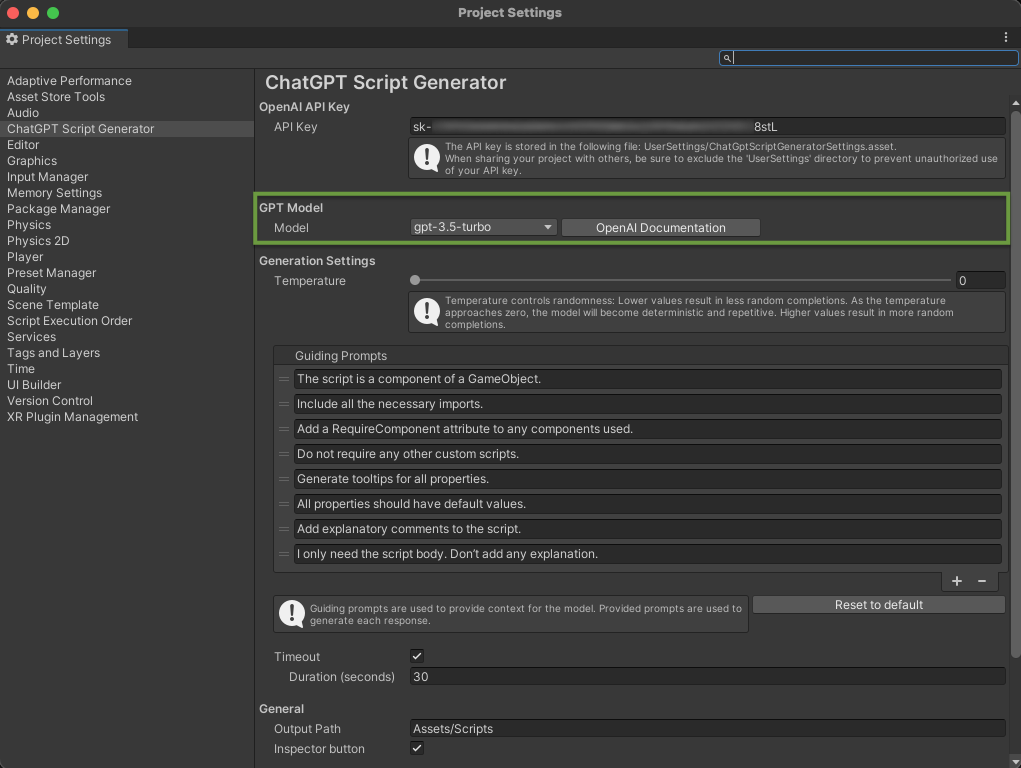 Project Settings
Project Settings
Adaptive Performance
Asset Store Tools
Audio
ChatGPT Script Generator
Editor
Graphics
Input Manager
Memory Settings
Package Manager
Physics
Physics 2D
Player
Preset Manager
Quality
Scene Template
Script Execution Order
Services
Tags and Layers
Time
UI Builder
Version Control
XR Plugin Management
ChatGPT Script Generator
OpenAI API Key
API Key sk- 8stL
The API key is stored in the following file: UserSettings/ChatGptScriptGeneratorSettings.asset.
When sharing your project with others, be sure to exclude the 'UserSettings' directory to prevent unauthorized use
of your API key.
GPT Model
Model gpt-3.5-turbo OpenAI Documentation
Generation Settings
Temperature 0
Temperature controls randomness: Lower values result in less random completions. As the temperature
approaches zero, the model will become deterministic and repetitive. Higher values result in more random
completions.
Guiding Prompts
The script is a component of a GameObject.
Include all the necessary imports.
Add a RequireComponent attribute to any components used.
Do not require any other custom scripts.
Generate tooltips for all properties.
All properties should have default values.
Add explanatory comments to the script.
I only need the script body. Don't add any explanation.
+ −
Guiding prompts are used to provide context for the model. Provided prompts are used to
generate each response.
Reset to default
Timeout
Duration (seconds) 30
General
Output Path Assets/Scripts
Inspector button